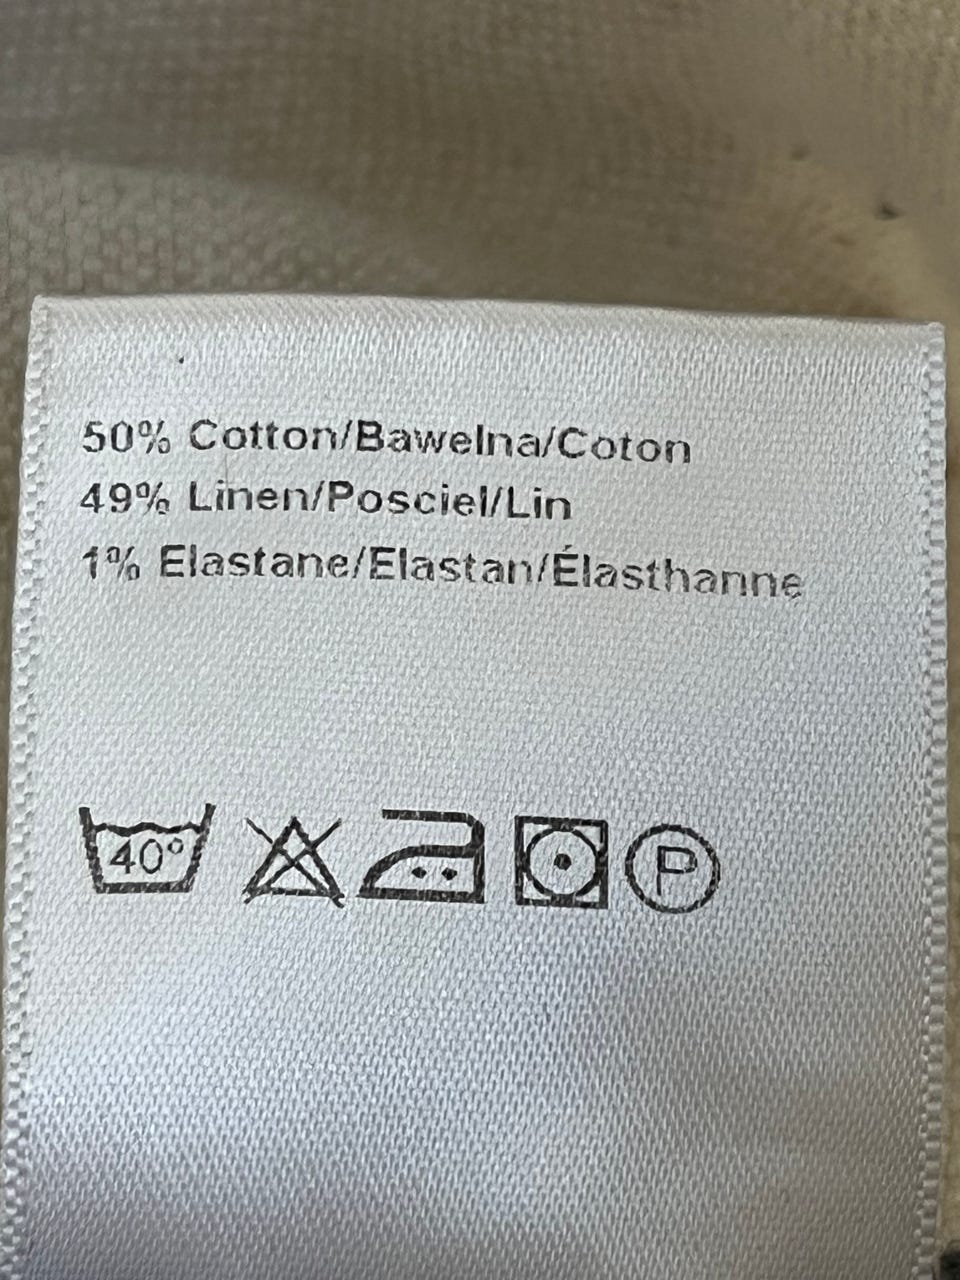 50% Cotton/Bawelna/Coton
49% Linen/Posciel/Lin
1% Elastane/Elastan/Élasthanne
40° P